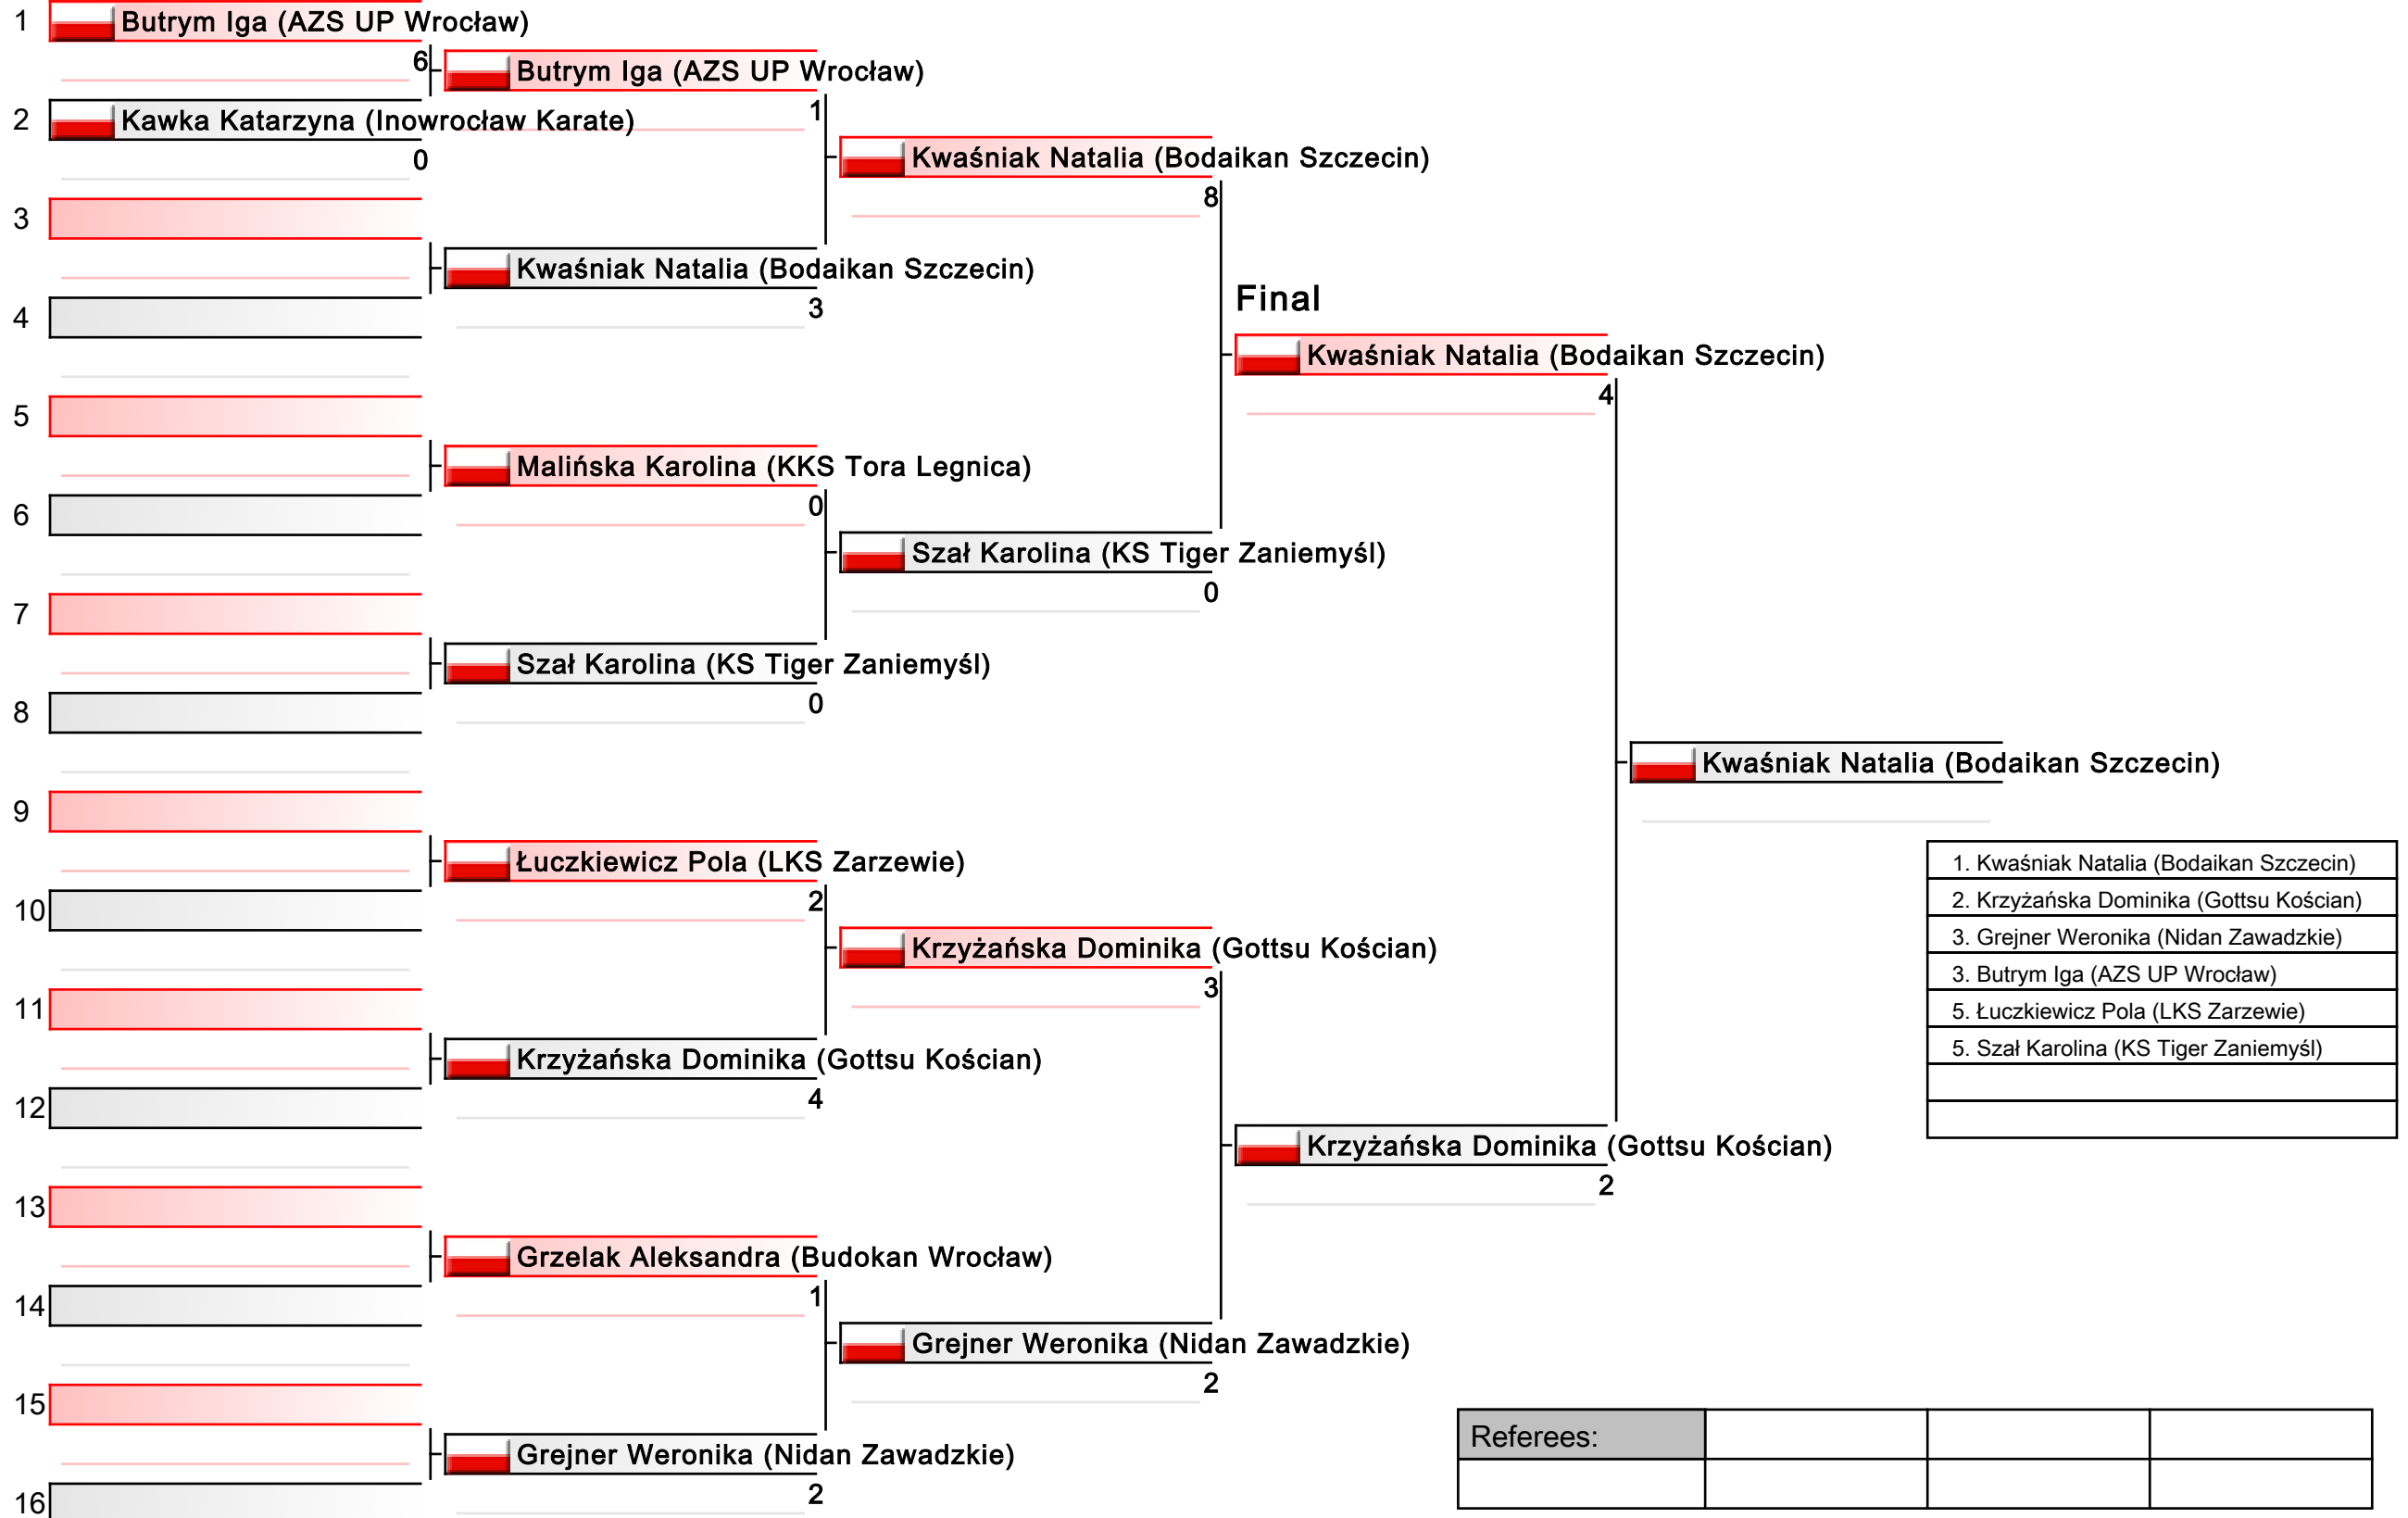 1 Butrym Iga (AZS UP Wrocław)
6
Butrym Iga (AZS UP Wrocław)
1
2 Kawka Katarzyna (Inowrocław Karate)
0
Kwaśniak Natalia (Bodaikan Szczecin)
8
3
Kwaśniak Natalia (Bodaikan Szczecin)
3
4
Final
Kwaśniak Natalia (Bodaikan Szczecin)
4
5
Malińska Karolina (KKS Tora Legnica)
0
6
Szał Karolina (KS Tiger Zaniemyśl)
0
7
Szał Karolina (KS Tiger Zaniemyśl)
0
8
Kwaśniak Natalia (Bodaikan Szczecin)
9
Łuczkiewicz Pola (LKS Zarzewie)
2
10
Krzyżańska Dominika (Gottsu Kościan)
3
11
Krzyżańska Dominika (Gottsu Kościan)
4
12
Krzyżańska Dominika (Gottsu Kościan)
2
1. Kwaśniak Natalia (Bodaikan Szczecin)
2. Krzyżańska Dominika (Gottsu Kościan)
3. Grejner Weronika (Nidan Zawadzkie)
3. Butrym Iga (AZS UP Wrocław)
5. Łuczkiewicz Pola (LKS Zarzewie)
5. Szał Karolina (KS Tiger Zaniemyśl)
13
Grzelak Aleksandra (Budokan Wrocław)
1
14
Grejner Weronika (Nidan Zawadzkie)
2
15
Grejner Weronika (Nidan Zawadzkie)
2
16
Referees: